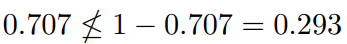 0.707 ≰ 1 − 0.707 = 0.293